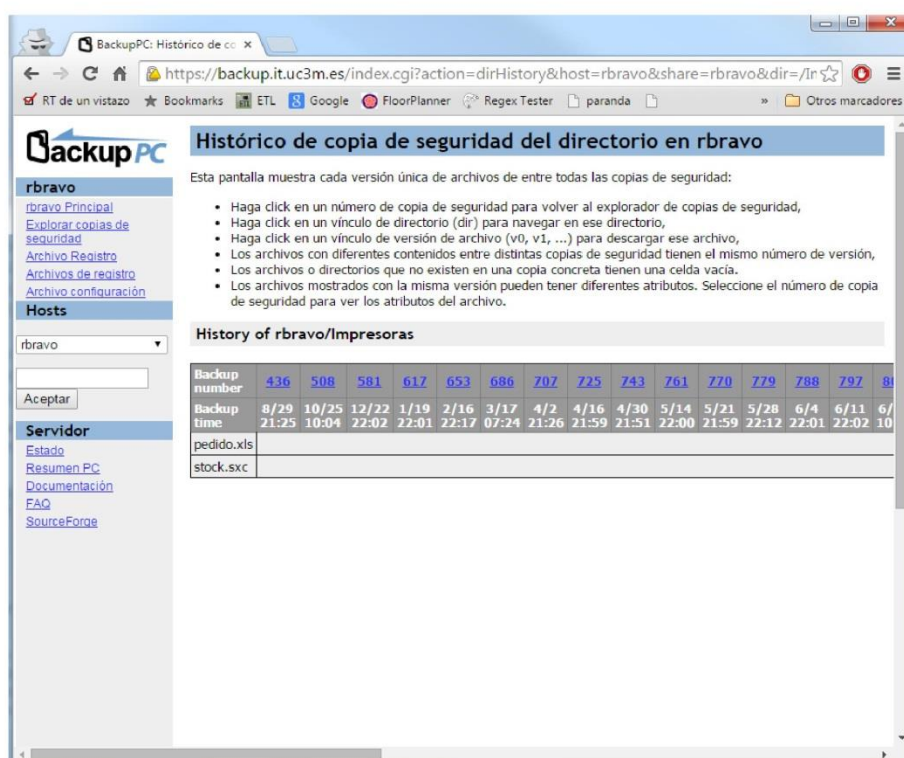 BackupPC: Histórico de co
https://backup.it.uc3m.es/index.cgi?action=dirHistory&host=rbravo&share=rbravo&dir=/Ir
RT de un vistazo Bookmarks ETL Google FloorPlanner Regex Tester paranda » Otros marcadores
BackupPC
rbravo
rbravo Principal
Explorar copias de
seguridad
Archivo Registro
Archivos de registro
Archivo configuración
Hosts
rbravo
Aceptar
Servidor
Estado
Resumen PC
Documentación
FAQ
SourceForge
Histórico de copia de seguridad del directorio en rbravo
Esta pantalla muestra cada versión única de archivos de entre todas las copias de seguridad:
• Haga click en un número de copia de seguridad para volver al explorador de copias de seguridad,
• Haga click en un vínculo de directorio (dir) para navegar en ese directorio,
• Haga click en un vínculo de versión de archivo (v0, v1, ...) para descargar ese archivo,
• Los archivos con diferentes contenidos entre distintas copias de seguridad tienen el mismo número de versión,
• Los archivos o directorios que no existen en una copia concreta tienen una celda vacía.
• Los archivos mostrados con la misma versión pueden tener diferentes atributos. Seleccione el número de copia
de seguridad para ver los atributos del archivo.
History of rbravo/Impresoras
Backup number 436 508 581 617 653 686 707 725 743 761 770 779 788 797
Backup time 8/29 21:25 10/25 10:04 12/22 22:02 1/19 22:01 2/16 22:17 3/17 07:24 4/2 21:26 4/16 21:59 4/30 21:51 5/14 22:00 5/21 21:59 5/28 22:12 6/4 22:01 6/11 22:02 6/ 10
pedido.xls
stock.sxc